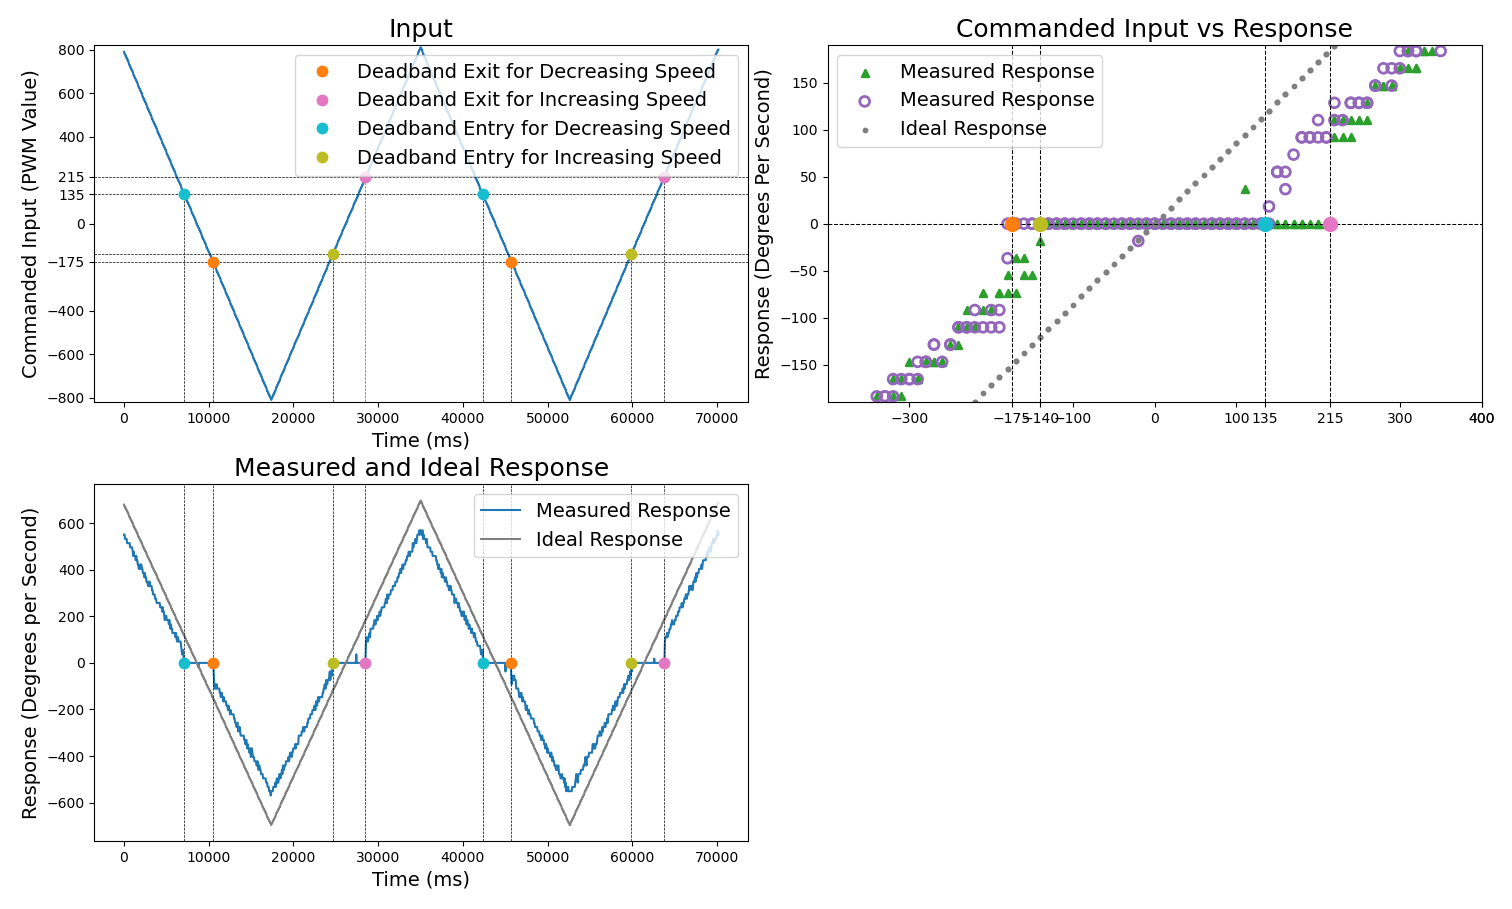 Input
Commanded Input (PWM Value)
800
600
400
215
135
0
−175
−400
−600
−800
Deadband Exit for Decreasing Speed
Deadband Exit for Increasing Speed
Deadband Entry for Decreasing Speed
Deadband Entry for Increasing Speed
0 10000 20000 30000 40000 50000 60000 70000
Time (ms)
Commanded Input vs Response
Response (Degrees Per Second)
150
100
50
0
−50
−100
−150
Measured Response
Measured Response
Ideal Response
−300 −175 −140 −100 0 100 135 215 300 400
Measured and Ideal Response
Response (Degrees per Second)
600
400
200
0
−200
−400
−600
Measured Response
Ideal Response
0 10000 20000 30000 40000 50000 60000 70000
Time (ms)